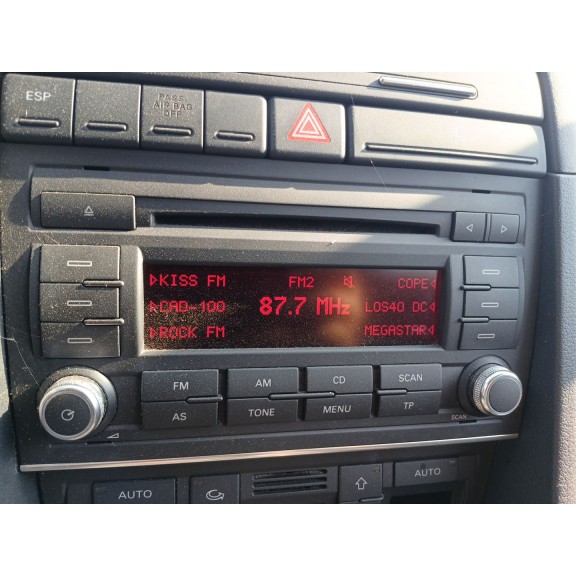 ESP
PASS.
AIR BAG
OFF
KISS FM FM2 COPE
CAD-100 87.7 MHz LOS40 DC
ROCK FM MEGASTAR
FM AM CD SCAN
AS TONE MENU TP
SCAN
AUTO AUTO